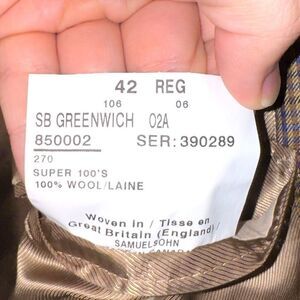 42 REG
106 06
SB GREENWICH 02A
850002 SER: 390289
270
SUPER 100'S
100% WOOL/LAINE
Woven in / Tisse en
Great Britain (England)/
SAMUELSOHN